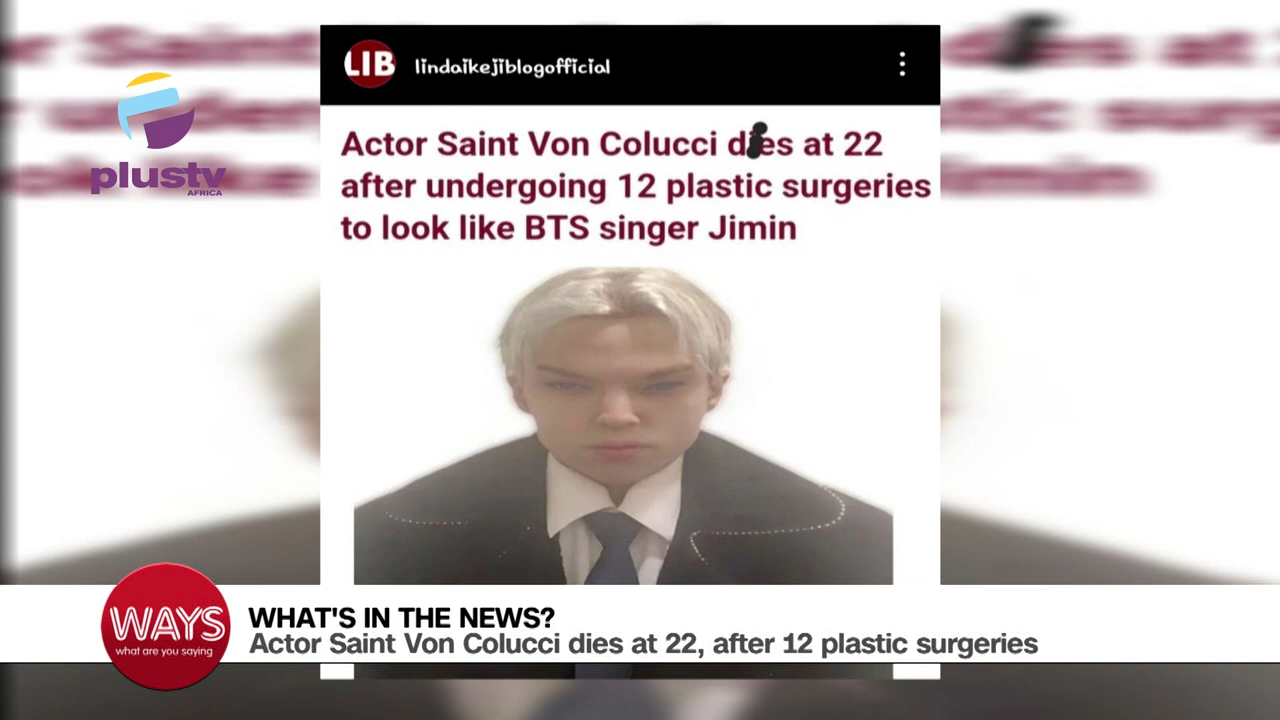 LIB lindaikejiblogofficial
Actor Saint Von Colucci dies at 22
after undergoing 12 plastic surgeries
to look like BTS singer Jimin
plustv
AFRICA
WAYS
what are you saying
WHAT'S IN THE NEWS?
Actor Saint Von Colucci dies at 22, after 12 plastic surgeries